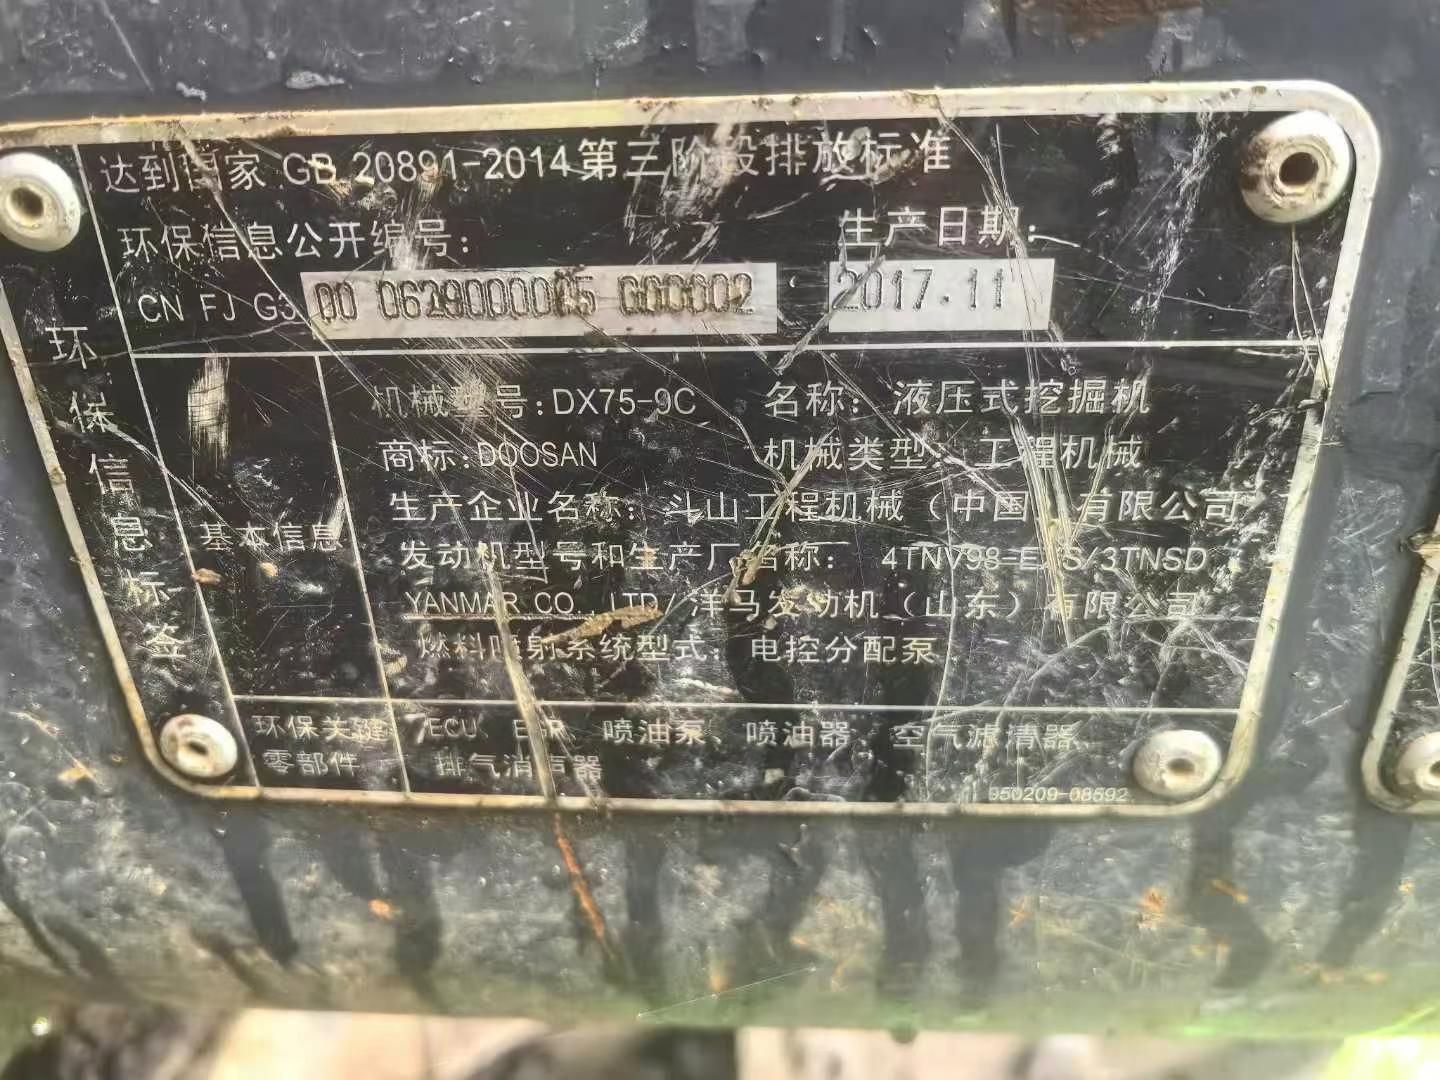 达到国家 GB 20891-2014第三阶段排放标准
环保信息公开编号:
生产日期:
CN FJ G3 00 0629000005 000002
2017.11
环保信息标签
基本信息
机械型号:DX75-9C 名称: 液压式挖掘机
商标:DOOSAN 机械类型: 工程机械
生产企业名称: 斗山工程机械 (中国) 有限公司
发动机型号和生产厂名称: 4TNV98 /3TNSD
YANMAR CO., LTD/洋马发动机 (山东) 有限公司
燃料喷射系统型式: 电控分配泵
环保关键零部件
ECU、EGR、喷油泵、喷油器、空气滤清器、
排气消声器
950209-08592